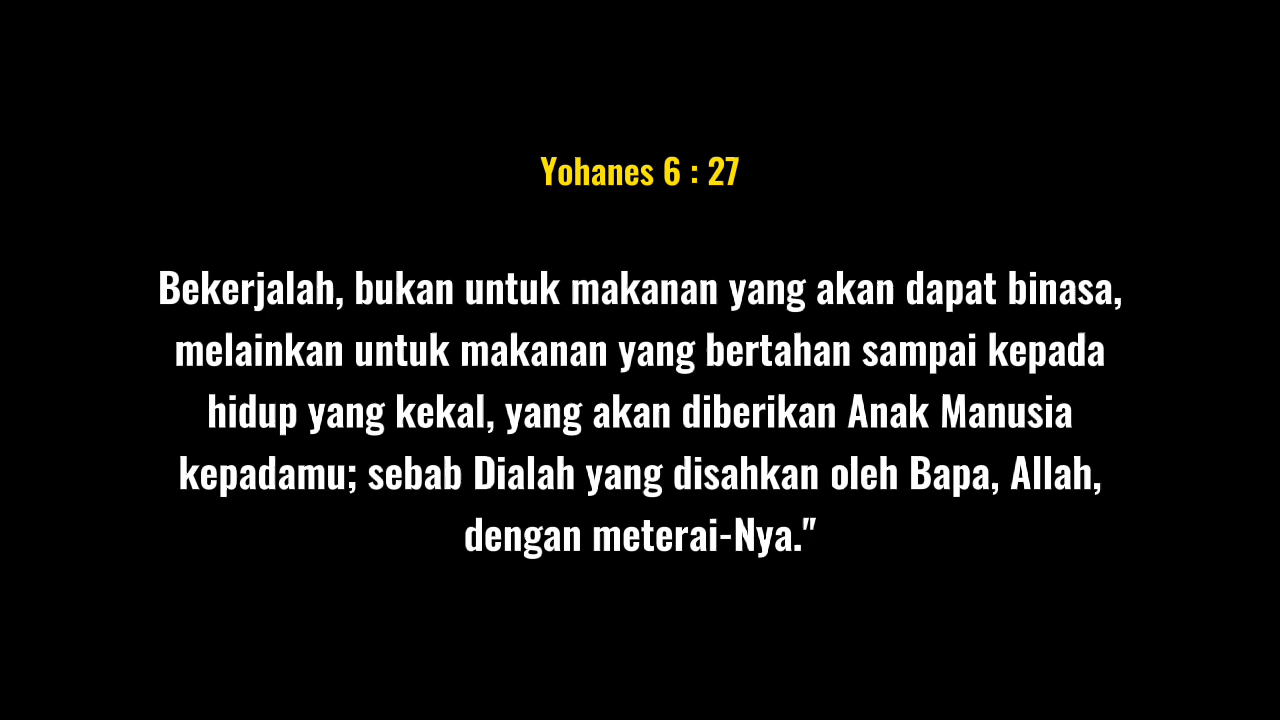 Yohanes 6 : 27
Bekerjalah, bukan untuk makanan yang akan dapat binasa,
melainkan untuk makanan yang bertahan sampai kepada
hidup yang kekal, yang akan diberikan Anak Manusia
kepadamu; sebab Dialah yang disahkan oleh Bapa, Allah,
dengan meterai-Nya."